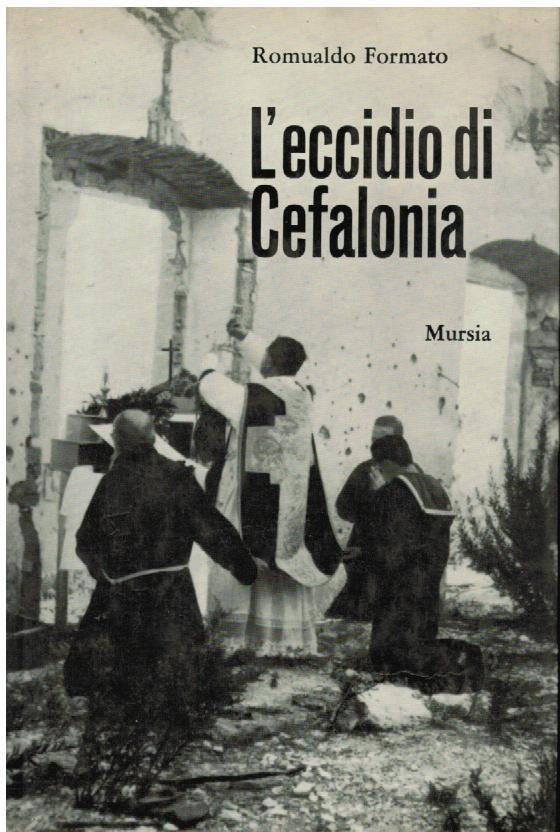 Romualdo Formato
L'eccidio di
Cefalonia
Mursia